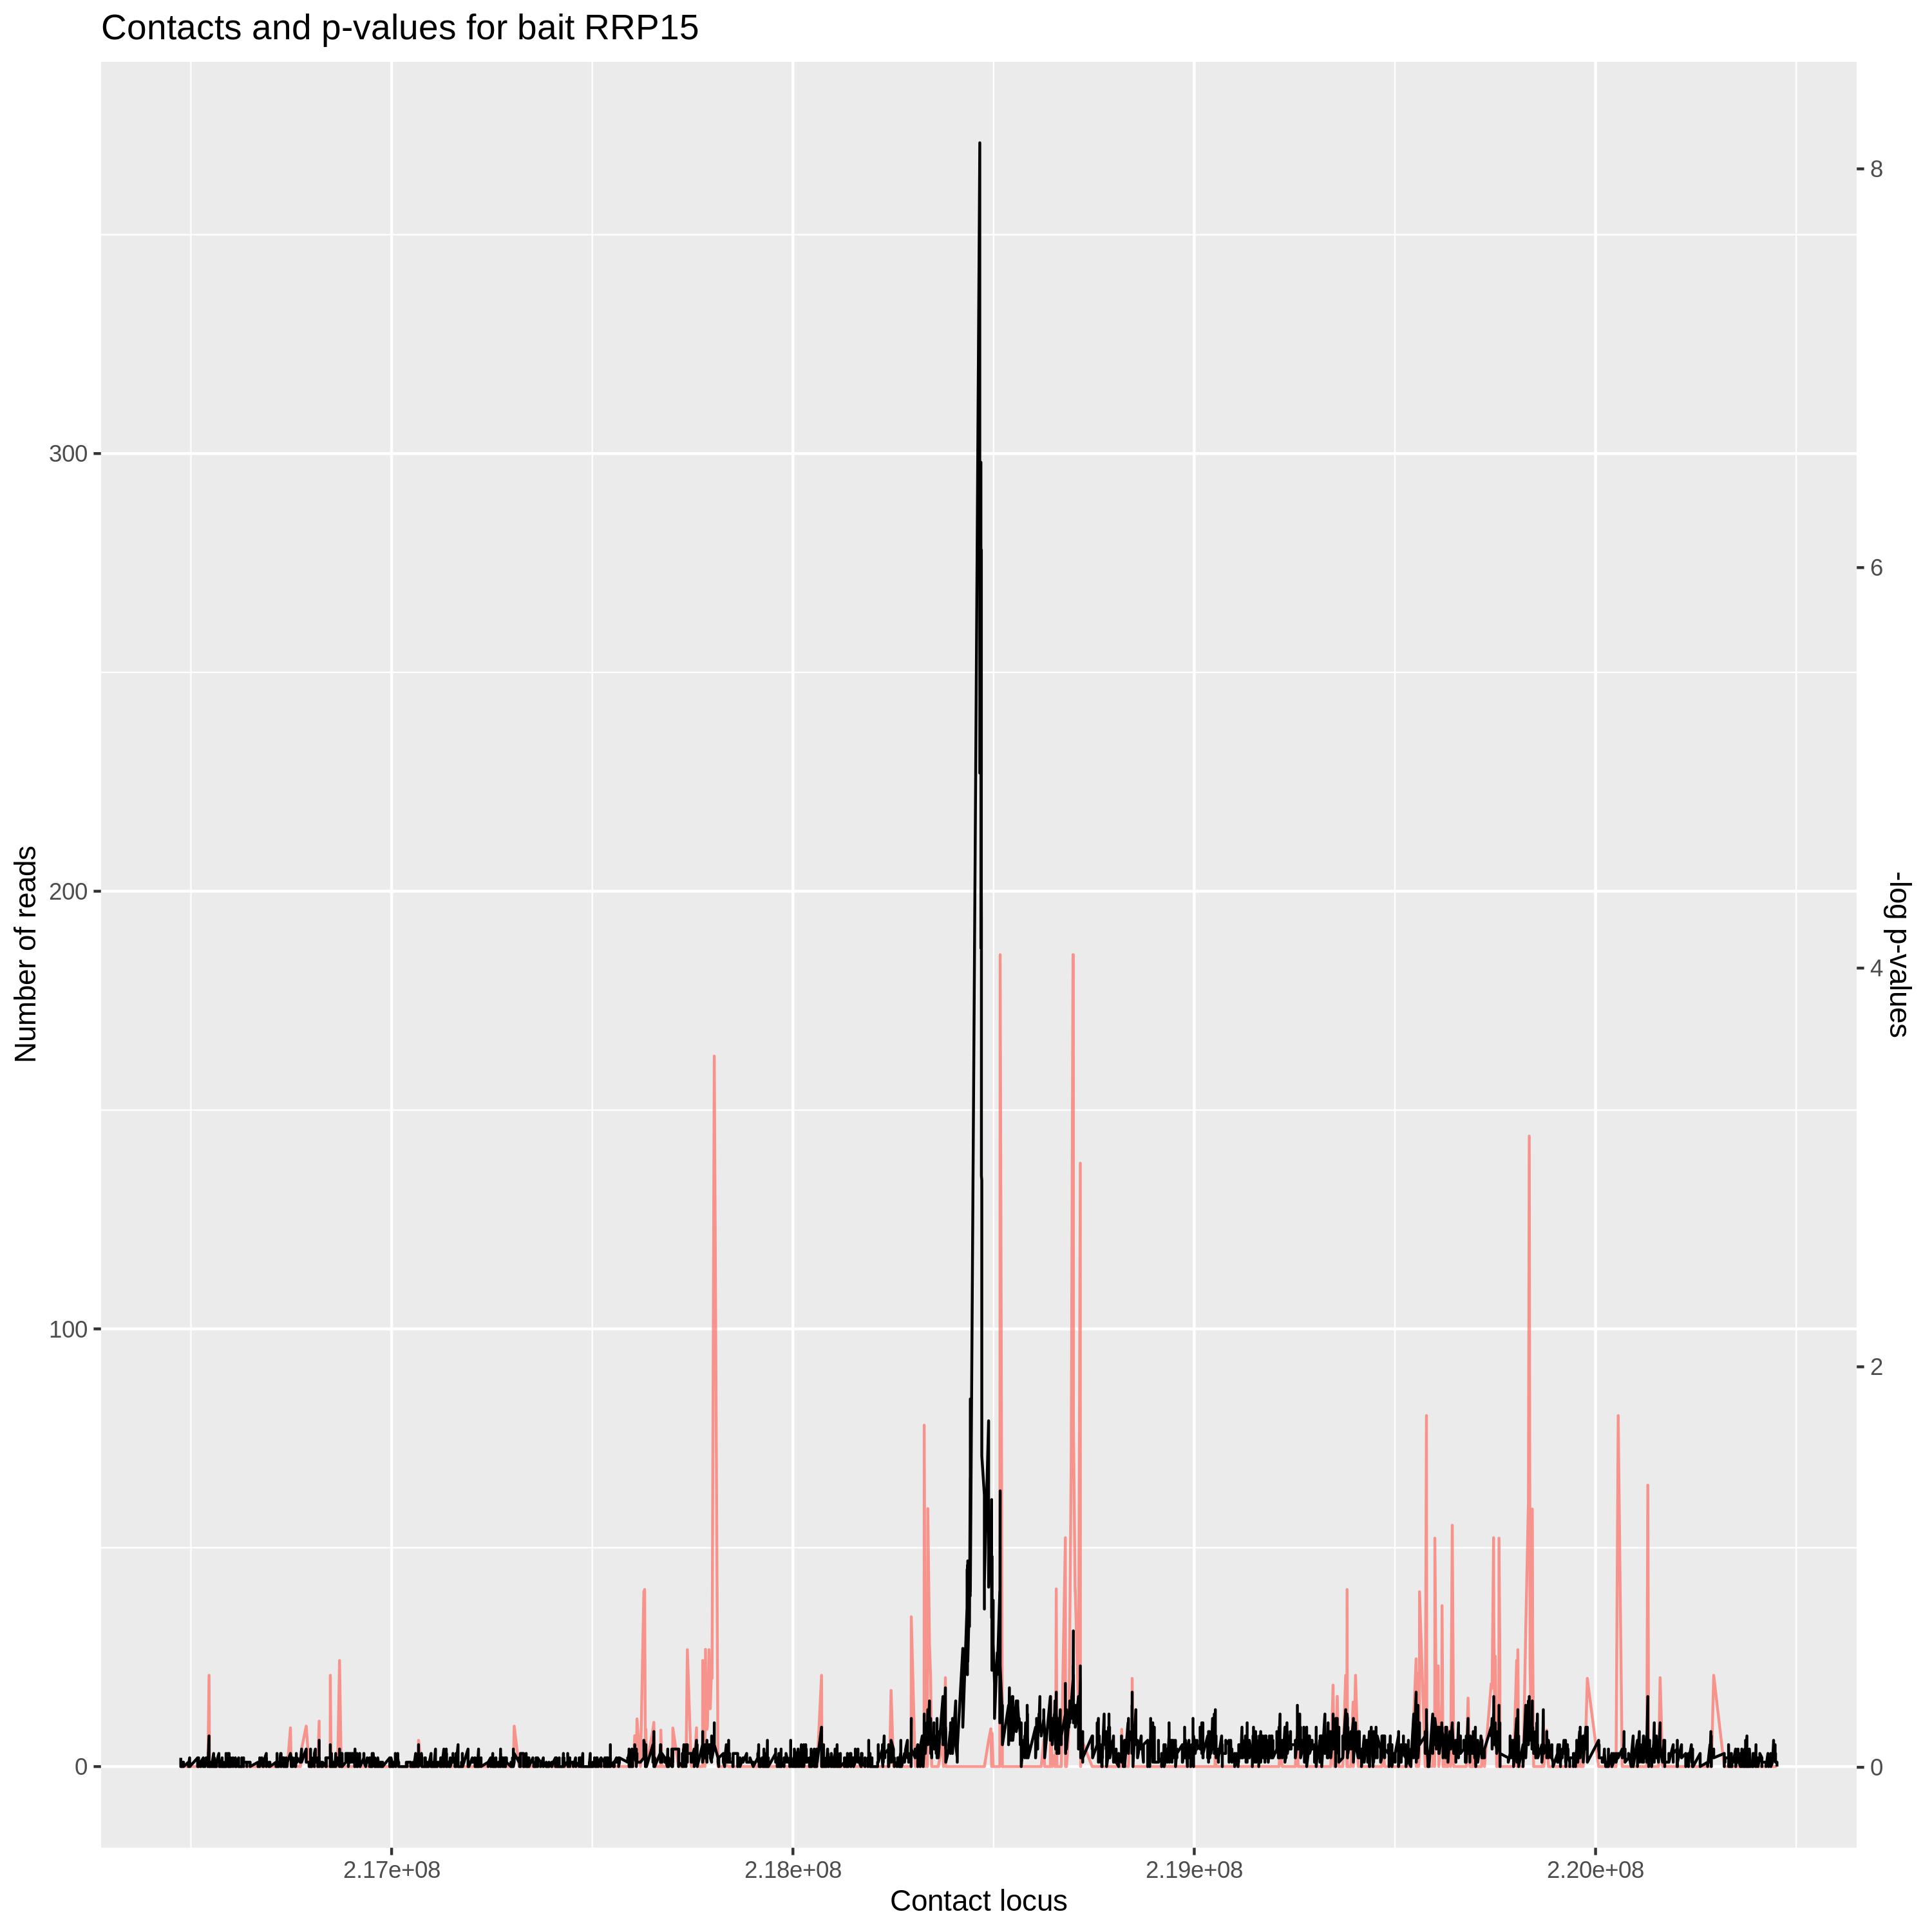 Contacts and p-values for bait RRP15
Number of reads
300
200
100
0
8
6
4
2
0
-log p-values
2.17e+08
2.18e+08
2.19e+08
2.20e+08
Contact locus